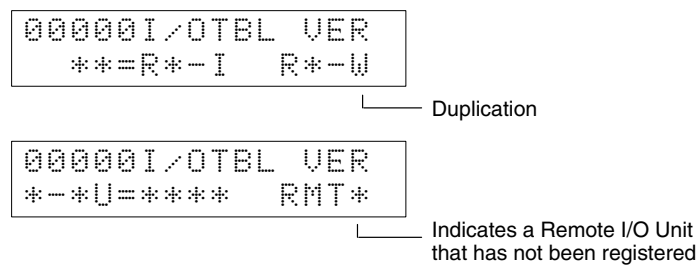 00000I/OTBL VER
**=R*-I R*-W
Duplication
00000I/OTBL VER
*-*U=**** RMT*
Indicates a Remote I/O Unit
that has not been registered